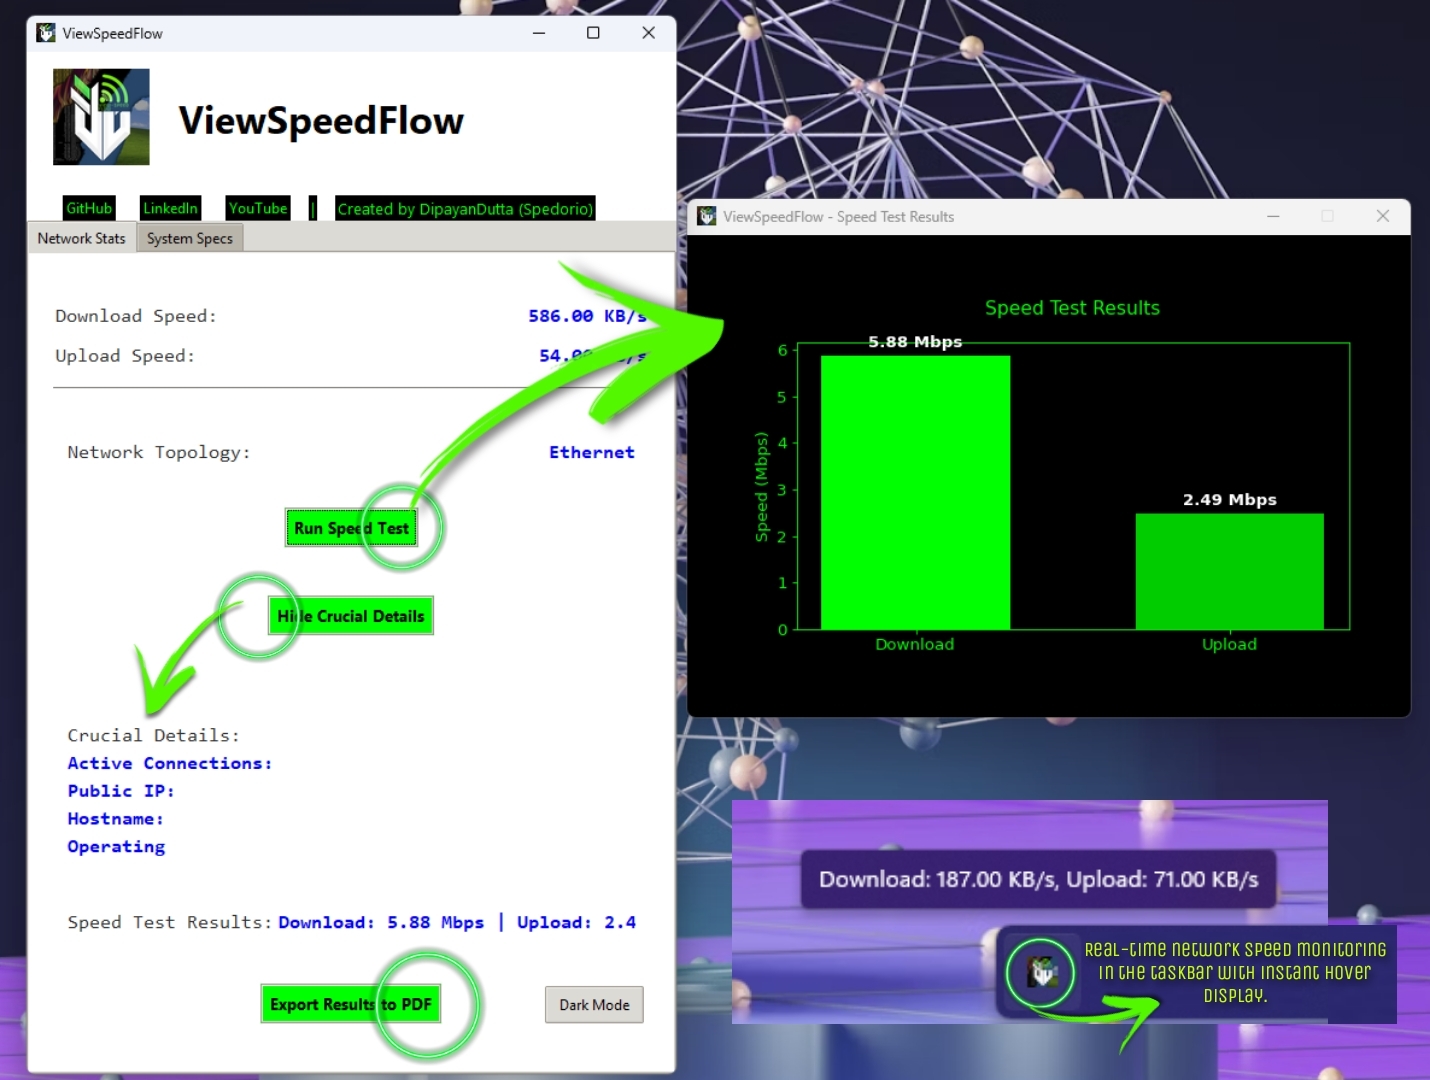 ViewSpeedFlow
ViewSpeedFlow
GitHub LinkedIn YouTube | Created by DipayanDutta (Spedorio)
Network Stats System Specs
Download Speed: 586.00 KB/s
Upload Speed: 54.00
Network Topology: Ethernet
Run Speed Test
Hide Crucial Details
Crucial Details:
Active Connections:
Public IP:
Hostname:
Operating
Speed Test Results: Download: 5.88 Mbps | Upload: 2.4
Export Results to PDF
Dark Mode
ViewSpeedFlow - Speed Test Results
Speed Test Results
5.88 Mbps
2.49 Mbps
Speed (Mbps)
6
5
4
3
2
1
0
Download Upload
Download: 187.00 KB/s, Upload: 71.00 KB/s
Real-time network speed monitoring
in the taskbar with instant hover
display.